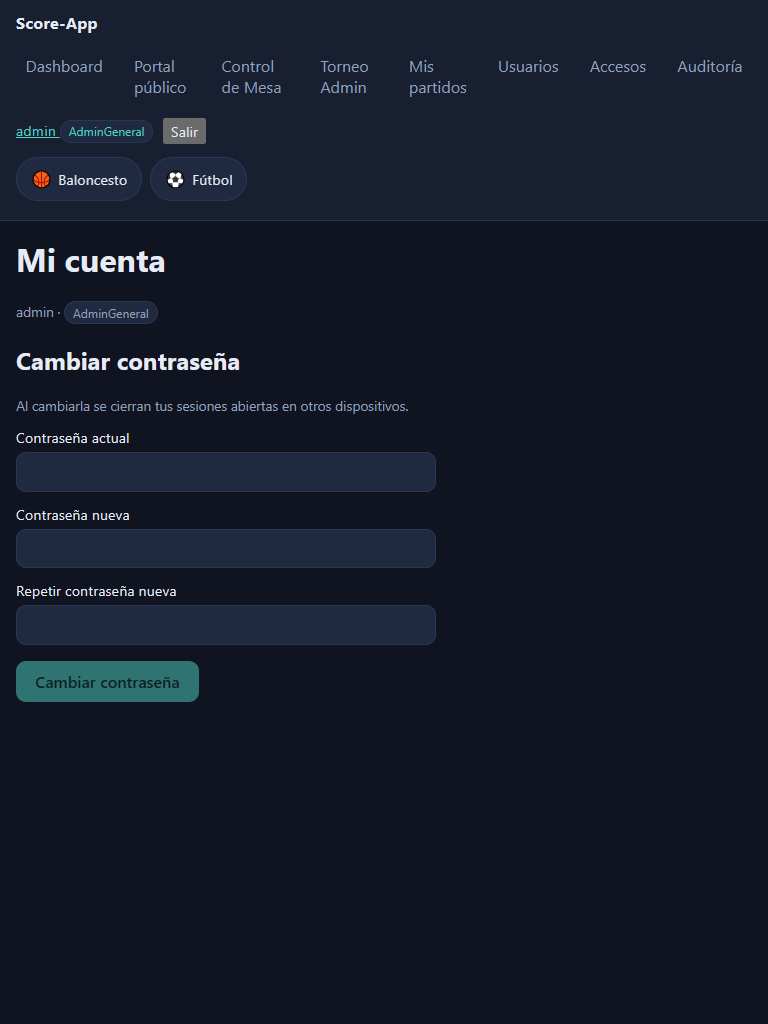 Score-App
Dashboard
Portal
público
Control
de Mesa
Torneo
Admin
Mis
partidos
Usuarios
Accesos
Auditoría
admin AdminGeneral Salir
Baloncesto Fútbol
Mi cuenta
admin · AdminGeneral
Cambiar contraseña
Al cambiarla se cierran tus sesiones abiertas en otros dispositivos.
Contraseña actual
Contraseña nueva
Repetir contraseña nueva
Cambiar contraseña